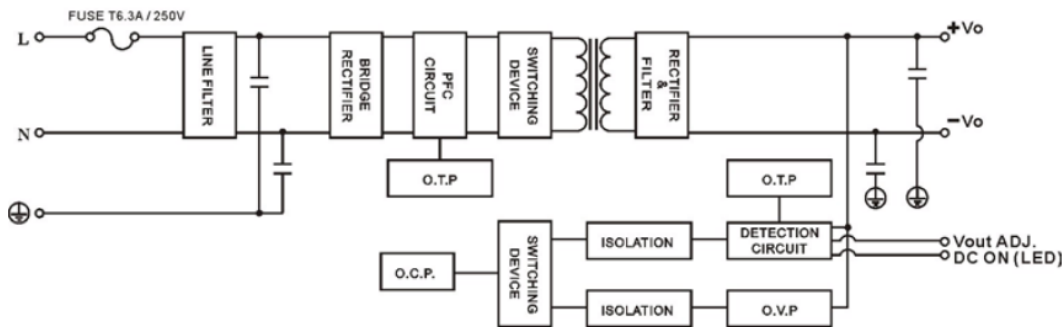 FUSE T6.3A / 250V
L
N
LINE FILTER
BRIDGE
RECTIFIER
PFC
CIRCUIT
SWITCHING
DEVICE
RECTIFIER
&
FILTER
+Vo
-Vo
O.T.P
O.T.P
O.C.P.
SWITCHING
DEVICE
ISOLATION
DETECTION
CIRCUIT
Vout ADJ.
DC ON (LED)
ISOLATION
O.V.P